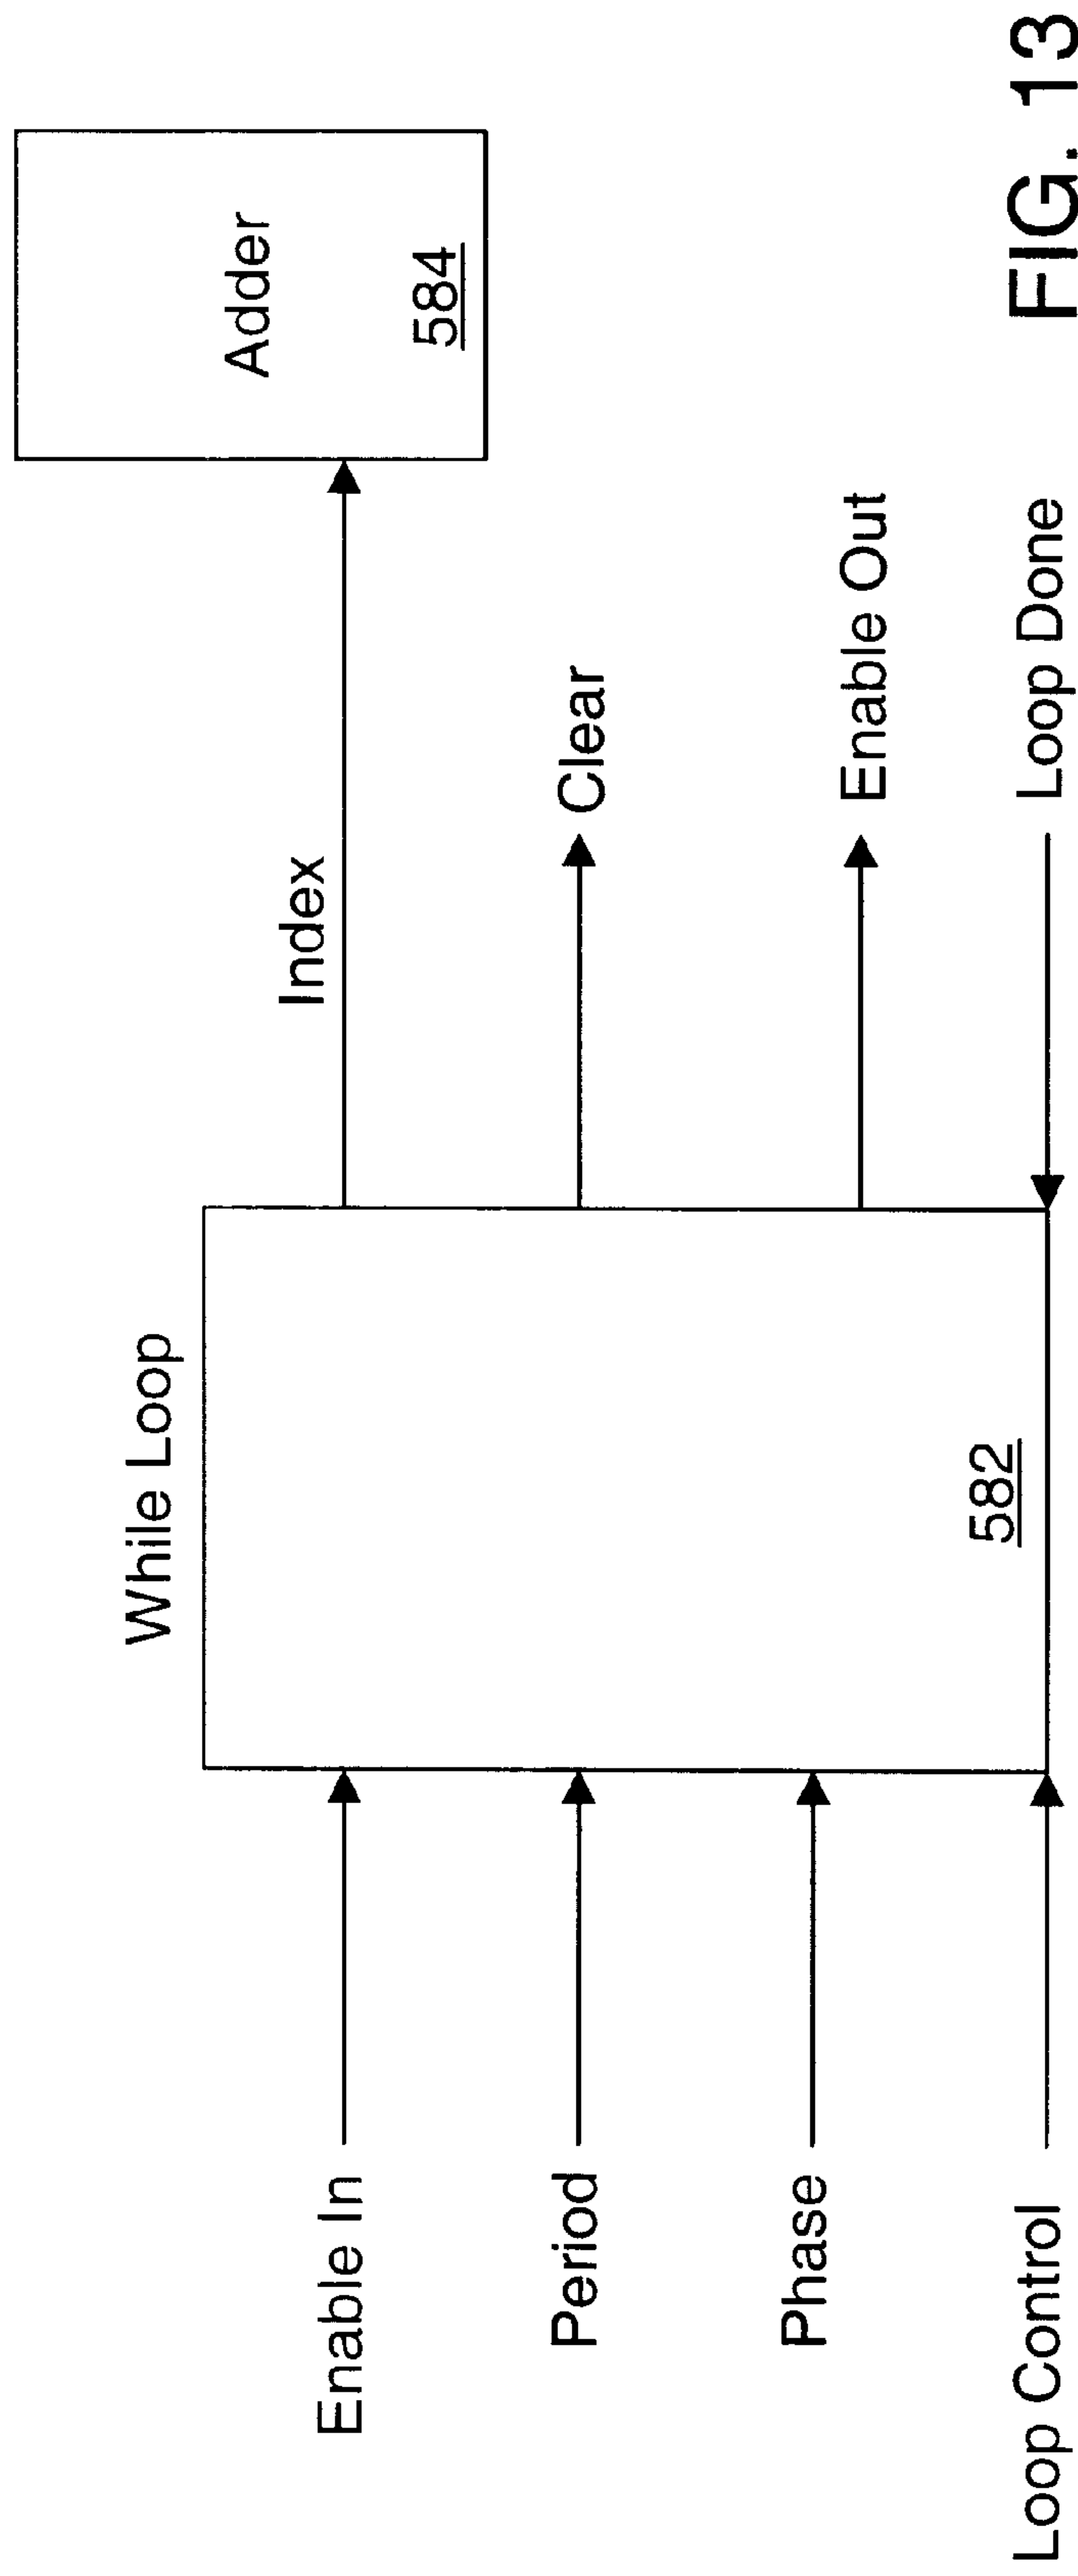 While Loop
Adder
584
Index
Enable In
Period
Clear
Phase
Enable Out
582
Loop Control
Loop Done
FIG. 13